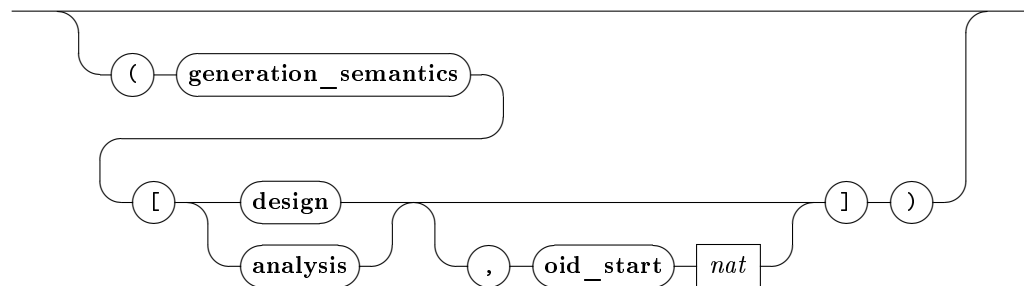 ( generation_semantics
[ design ] )
analysis , oid_start nat